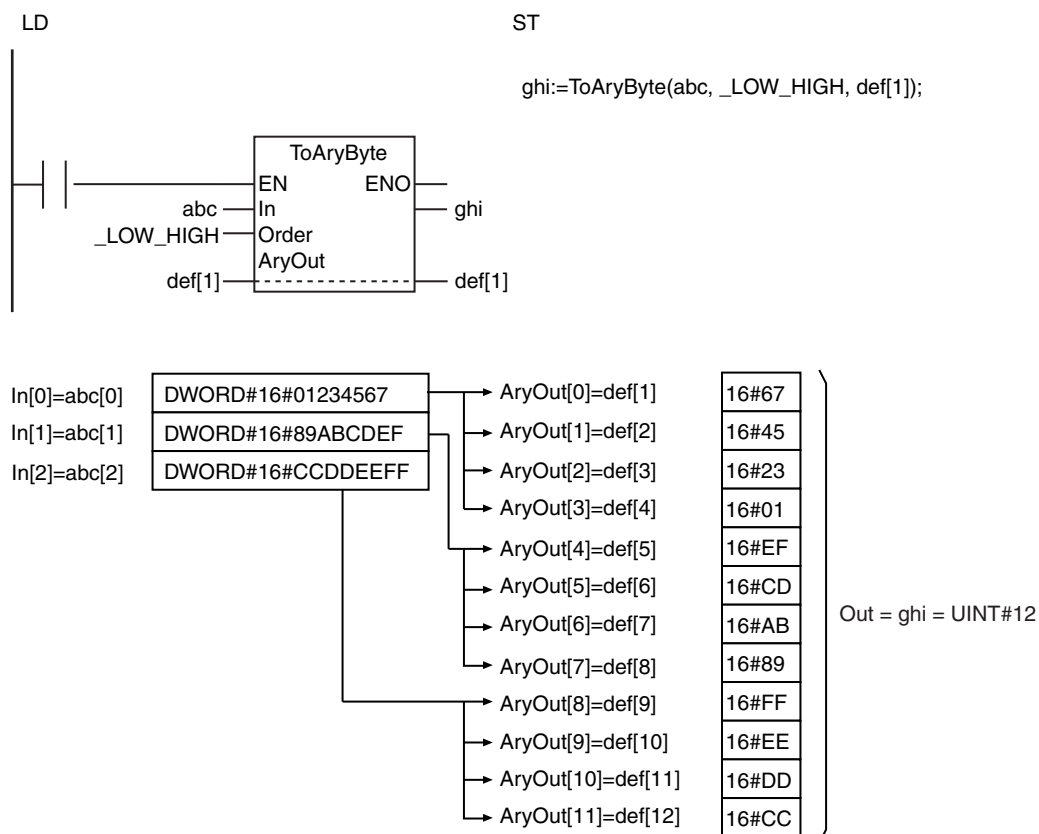 LD
ST
ghi:=ToAryByte(abc, _LOW_HIGH, def[1]);
ToAryByte
EN ENO
abc In ghi
_LOW_HIGH Order
AryOut
def[1] def[1]
In[0]=abc[0] DWORD#16#01234567
In[1]=abc[1] DWORD#16#89ABCDEF
In[2]=abc[2] DWORD#16#CCDDEEFF
AryOut[0]=def[1] 16#67
AryOut[1]=def[2] 16#45
AryOut[2]=def[3] 16#23
AryOut[3]=def[4] 16#01
AryOut[4]=def[5] 16#EF
AryOut[5]=def[6] 16#CD
AryOut[6]=def[7] 16#AB
AryOut[7]=def[8] 16#89
AryOut[8]=def[9] 16#FF
AryOut[9]=def[10] 16#EE
AryOut[10]=def[11] 16#DD
AryOut[11]=def[12] 16#CC
Out = ghi = UINT#12